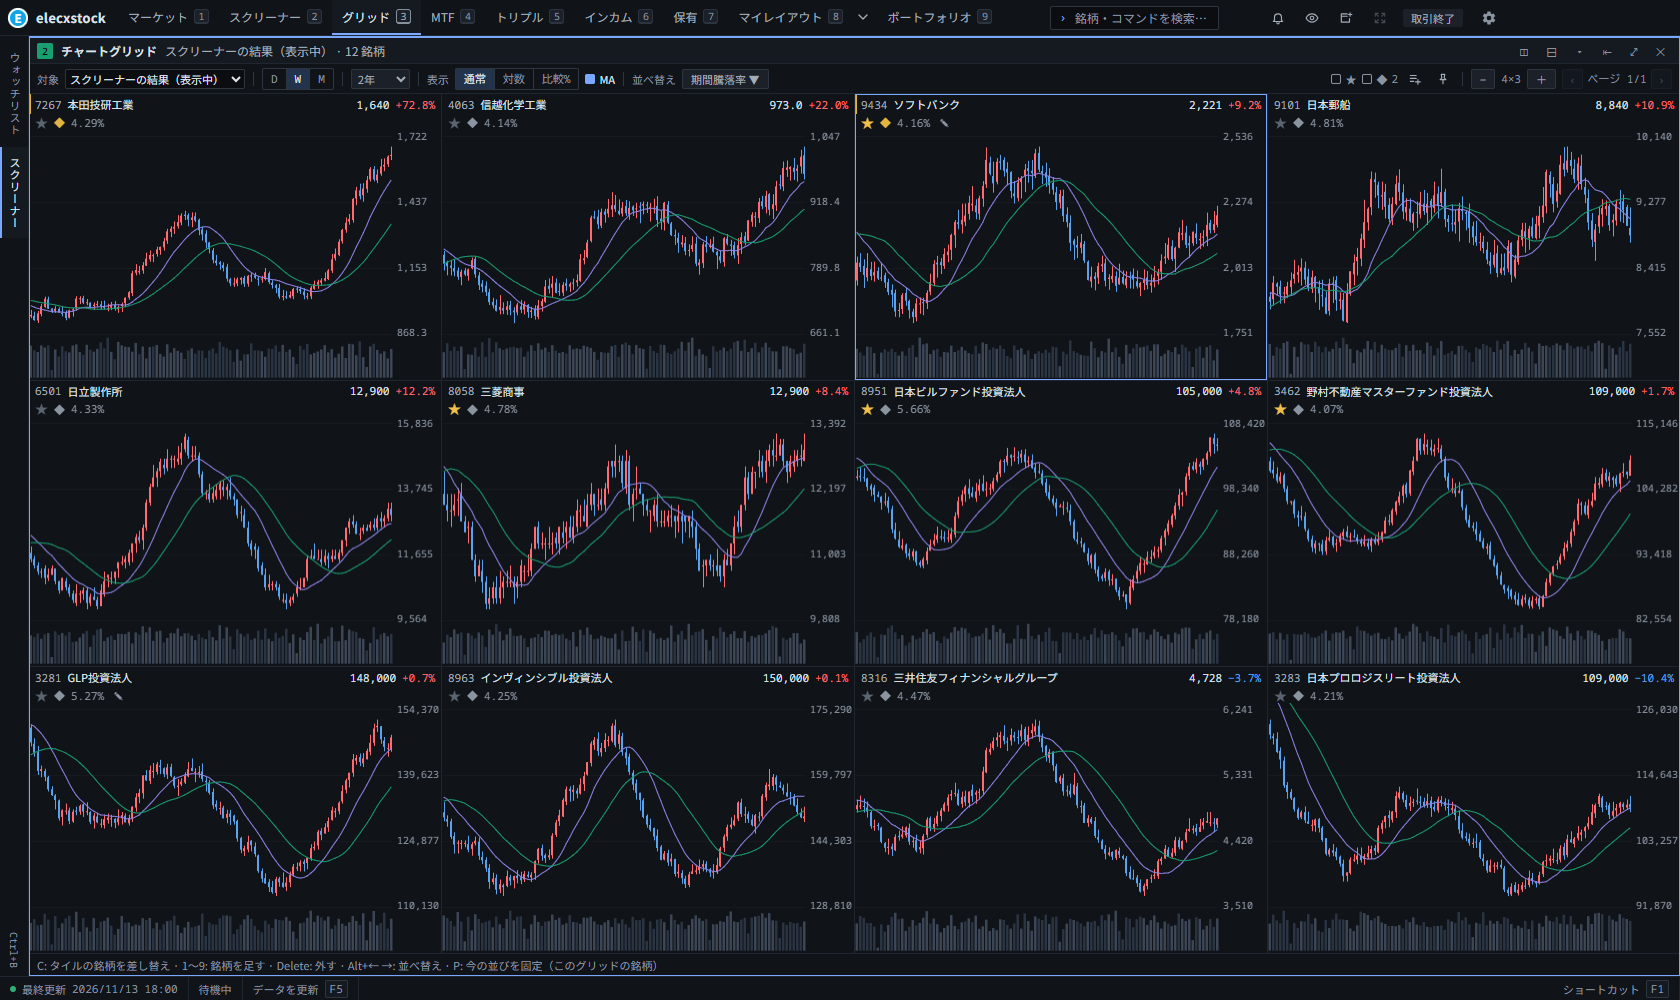 elecxstock マーケット 1 スクリーナー 2 グリッド 3 MTF 4 トリプル 5 インカム 6 保有 7 マイレイアウト 8 ポートフォリオ 9 › 銘柄・コマンドを検索… 取引終了
ウォッチリスト
スクリーナー
Ctrl+B
2 チャートグリッド スクリーナーの結果（表示中）・12 銘柄
対象 スクリーナーの結果（表示中） D W M 2年 表示 通常 対数 比較% MA 並べ替え 期間騰落率▼ ★ ◆ 2 − 4×3 + ‹ ページ 1/1 ›
7267 本田技研工業 1,640 +72.8%
★ ◆ 4.29%
1,722
1,437
1,153
868.3
4063 信越化学工業 973.0 +22.0%
★ ◆ 4.14%
1,047
918.4
789.8
661.1
9434 ソフトバンク 2,221 +9.2%
★ ◆ 4.16%
2,536
2,274
2,013
1,751
9101 日本郵船 8,840 +10.9%
★ ◆ 4.81%
10,140
9,277
8,415
7,552
6501 日立製作所 12,900 +12.2%
★ ◆ 4.33%
15,836
13,745
11,655
9,564
8058 三菱商事 12,900 +8.4%
★ ◆ 4.78%
13,392
12,197
11,003
9,808
8951 日本ビルファンド投資法人 105,000 +4.8%
★ ◆ 5.66%
108,420
98,340
88,260
78,180
3462 野村不動産マスターファンド投資法人 109,000 +1.7%
★ ◆ 4.07%
115,146
104,282
93,418
82,554
3281 GLP投資法人 148,000 +0.7%
★ ◆ 5.27%
154,370
139,623
124,877
110,130
8963 インヴィンシブル投資法人 150,000 +0.1%
★ ◆ 4.25%
175,290
159,797
144,303
128,810
8316 三井住友フィナンシャルグループ 4,728 −3.7%
★ ◆ 4.47%
6,241
5,331
4,420
3,510
3283 日本プロロジスリート投資法人 109,000 −10.4%
★ ◆ 4.21%
126,030
114,643
103,257
91,870
C: タイルの銘柄を差し替え・1〜9: 銘柄を足す・Delete: 外す・Alt+← →: 並べ替え・P: 今の並びを固定（このグリッドの銘柄）
最終更新 2026/11/13 18:00 待機中 データを更新 F5 ショートカット F1